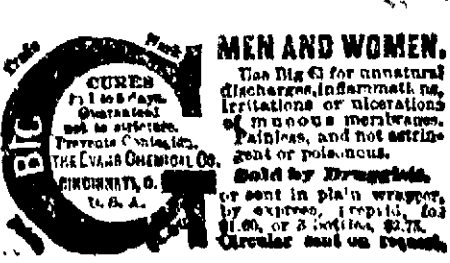 Trade Mark
BIG
CURES
in 1 to 5 days.
Guaranteed
not to stricture.
Prevents Contagion.
THE EVANS CHEMICAL CO.
CINCINNATI, O.
U. S. A.
MEN AND WOMEN.
Use Big G for unnatural
discharges, inflammations,
irritations or ulcerations
of mucous membranes.
Painless, and not astrin-
gent or poisonous.
Sold by Druggists,
or sent in plain wrapper,
by express, prepaid, for
$1.00, or 3 bottles, $2.75.
Circular sent on request.